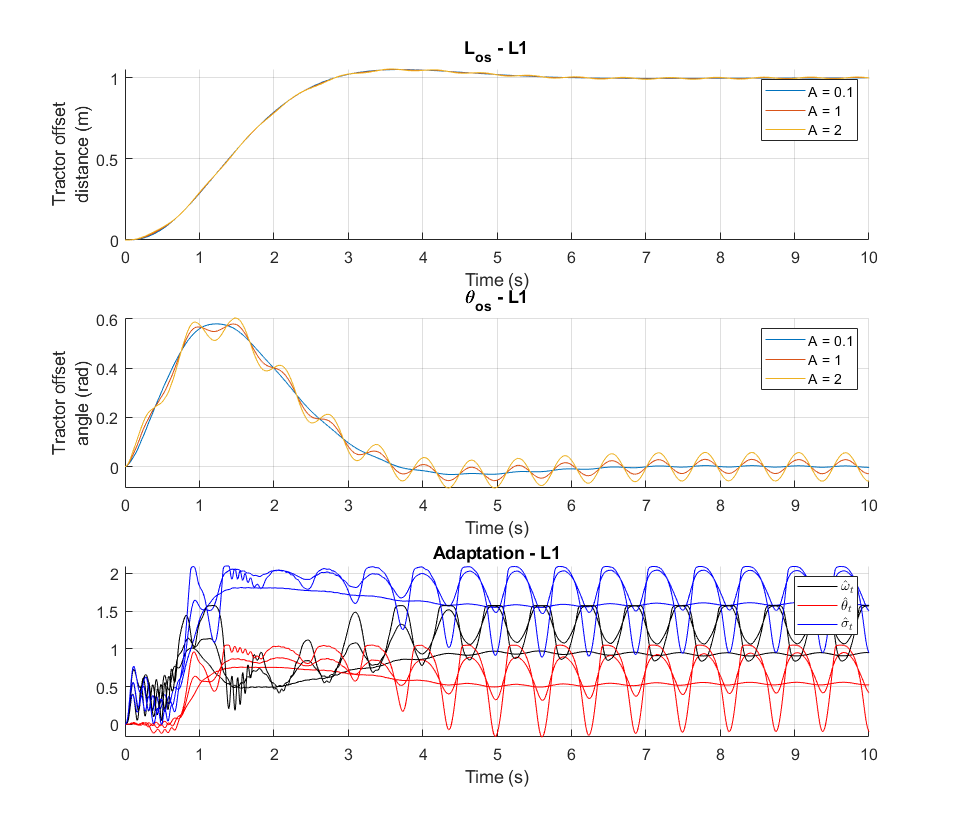 L_os - L1
1
0.5
0
Tractor offset
distance (m)
A = 0.1
A = 1
A = 2
0 1 2 3 4 5 6 7 8 9 10
Time (s)
θ_os - L1
0.6
0.4
0.2
0
Tractor offset
angle (rad)
A = 0.1
A = 1
A = 2
0 1 2 3 4 5 6 7 8 9 10
Time (s)
Adaptation - L1
2
1.5
1
0.5
0
ω̂_t
θ̂_t
σ̂_t
0 1 2 3 4 5 6 7 8 9 10
Time (s)